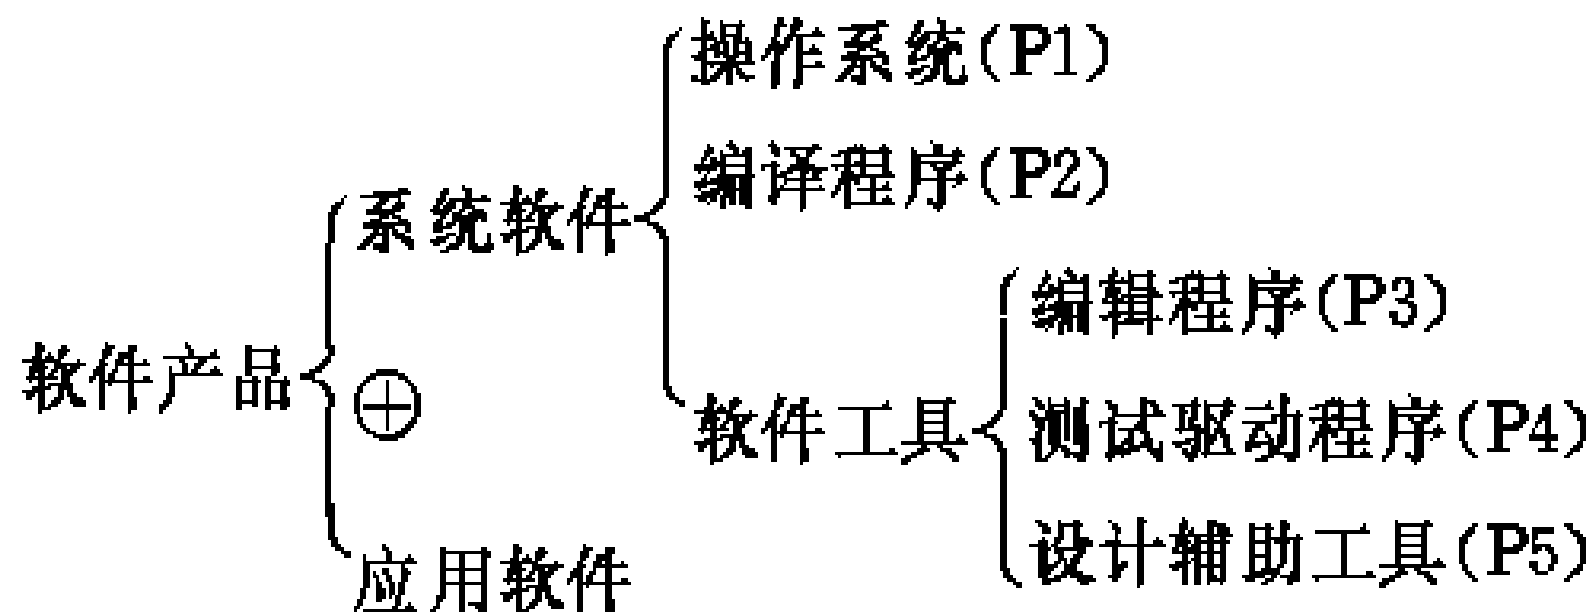 操作系统(P1)
编译程序(P2)
系统软件
编辑程序(P3)
软件产品
⊕
软件工具
测试驱动程序(P4)
设计辅助工具(P5)
应用软件